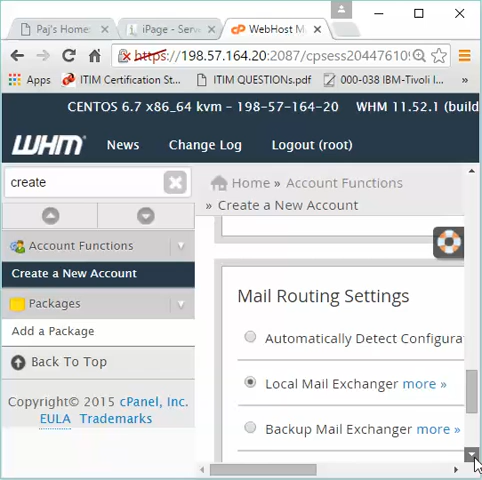 Paj's Home:
iPage - Serv
cP WebHost M
https://198.57.164.20:2087/cpsess204476109
Apps ITIM Certification St ITIM QUESTIONs.pdf 000-038 IBM-Tivoli I
CENTOS 6.7 x86_64 kvm – 198-57-164-20 WHM 11.52.1 (build
WHM News Change Log Logout (root)
create
Home » Account Functions
» Create a New Account
Account Functions
Create a New Account
Packages
Add a Package
Back To Top
Copyright© 2015 cPanel, Inc.
EULA Trademarks
Mail Routing Settings
Automatically Detect Configura
Local Mail Exchanger more »
Backup Mail Exchanger more »